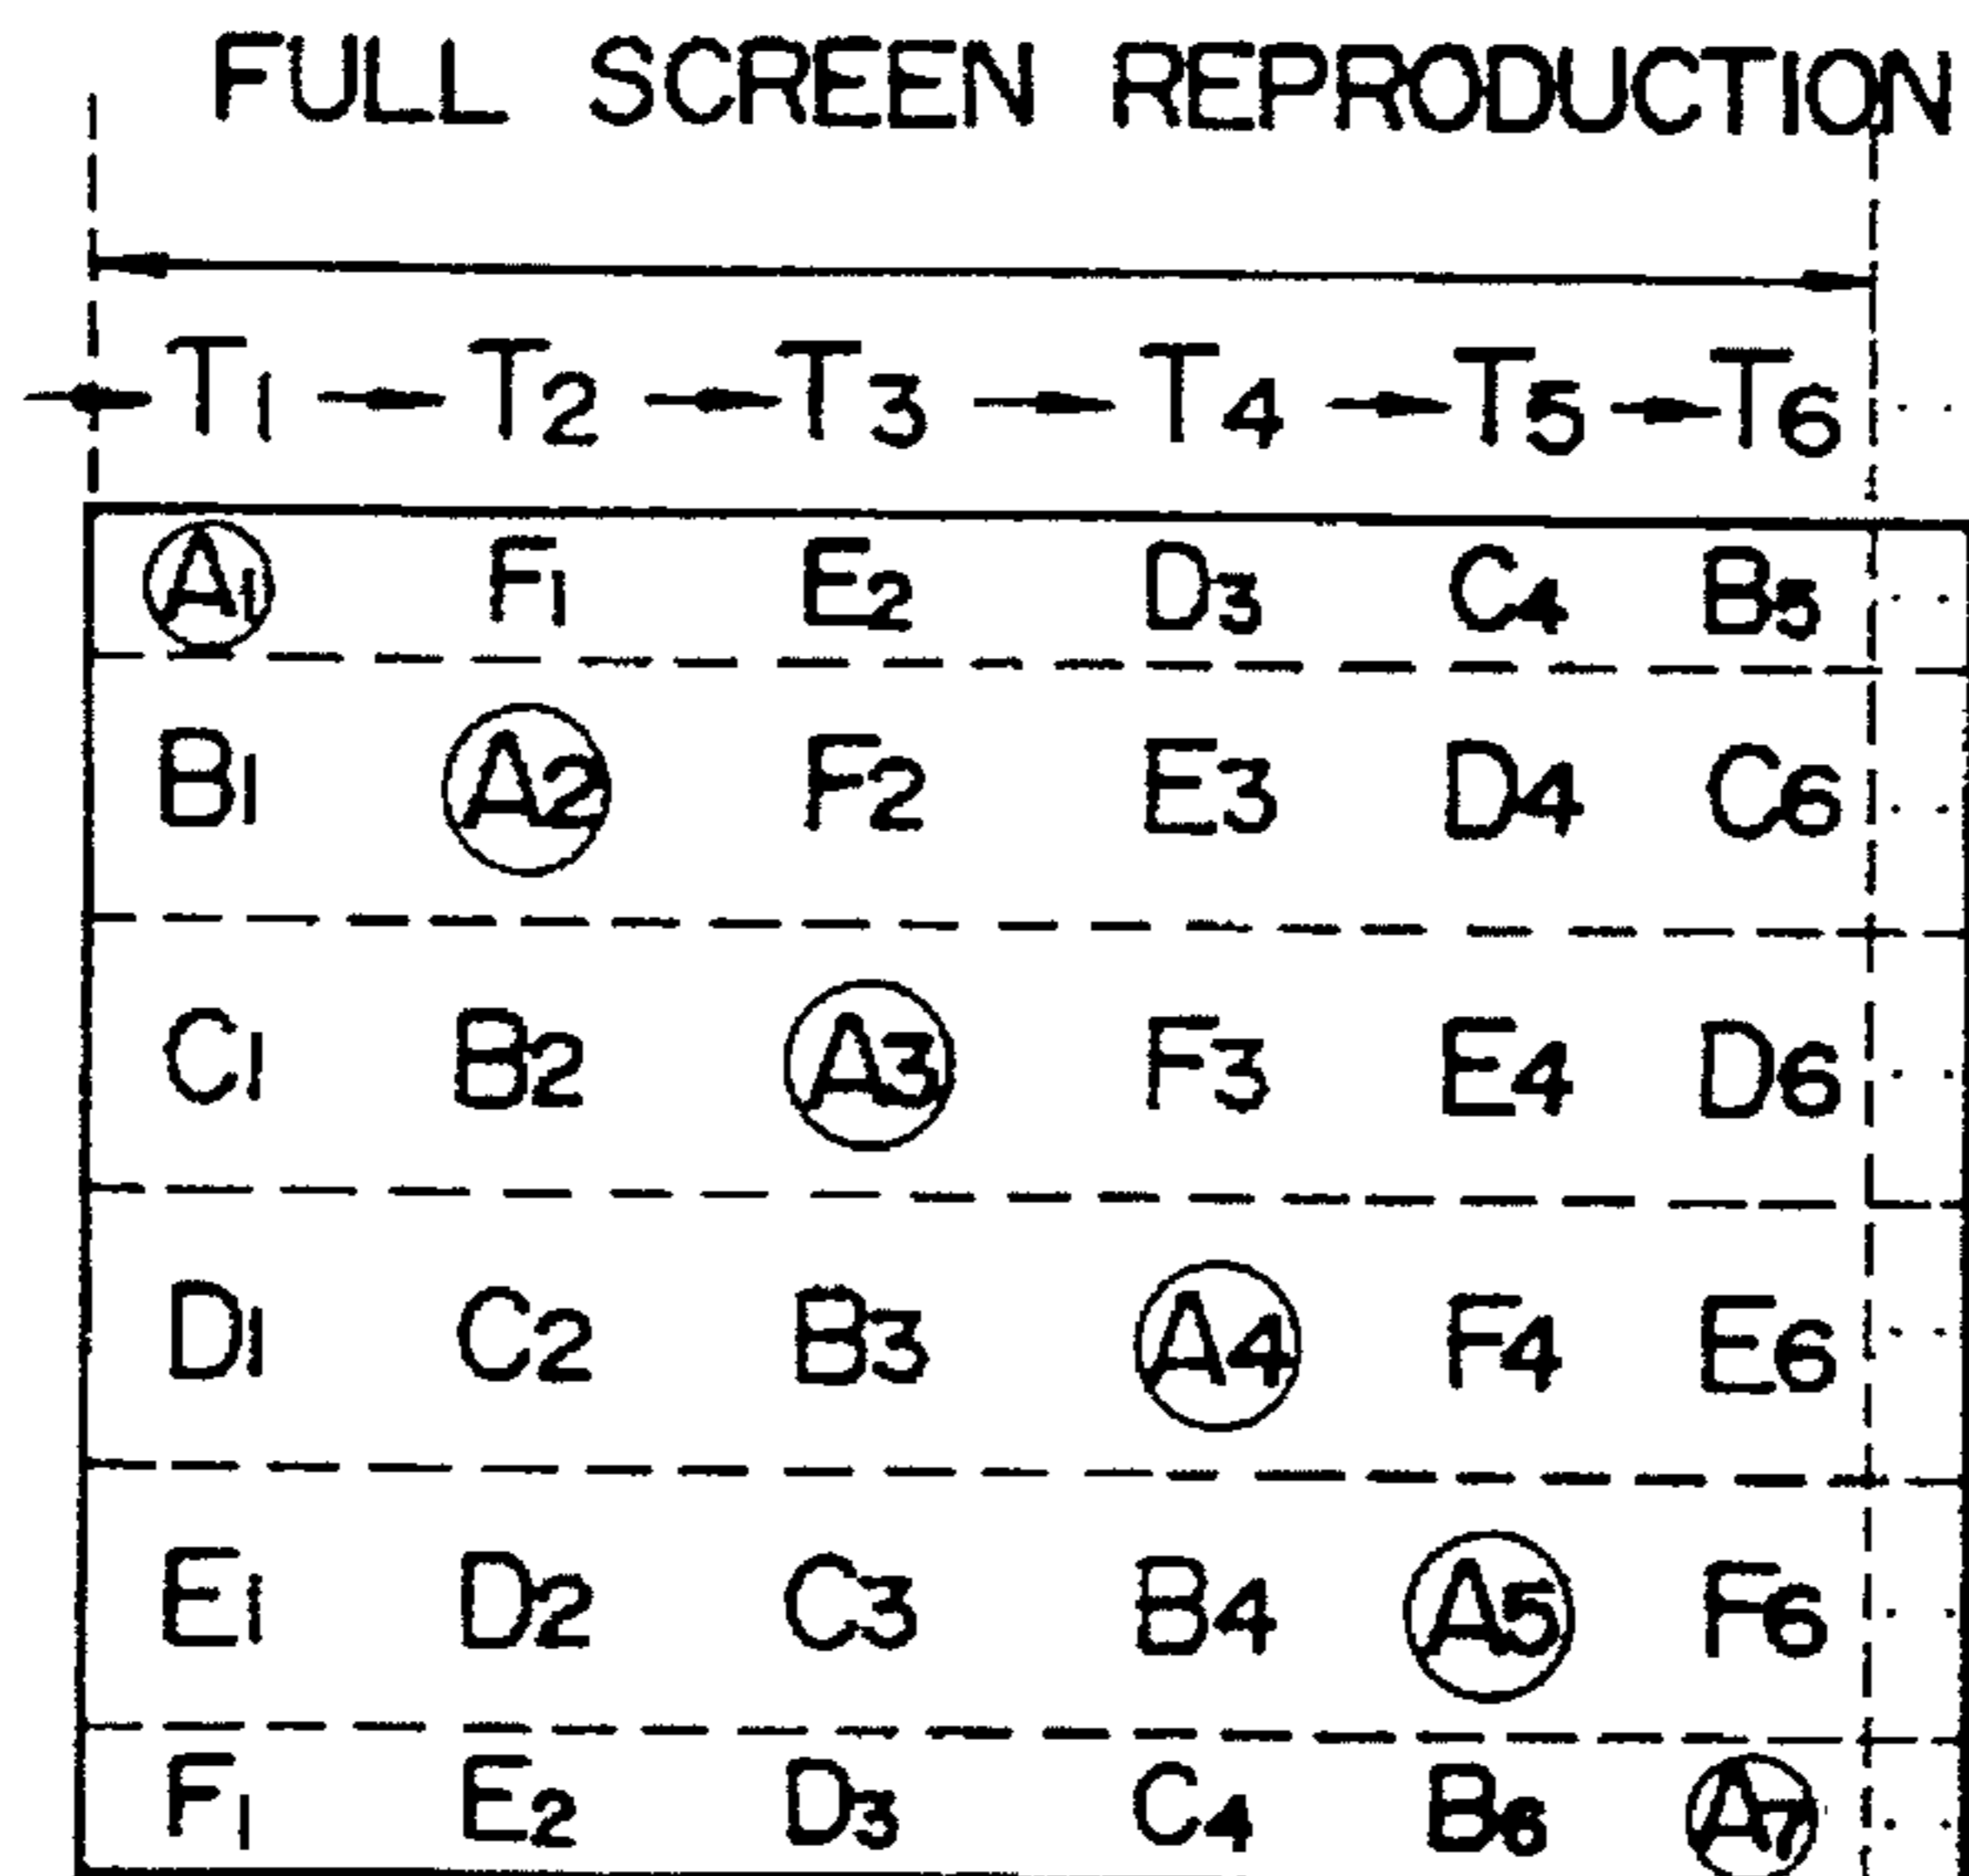 FULL SCREEN REPRODUCTION
T1 T2 T3 T4 T5 T6 ..
A1 F1 E2 D3 C4 B5 ..
B1 A2 F2 E3 D4 C6 ..
C1 B2 A3 F3 E4 D6 ..
D1 C2 B3 A4 F4 E6 ..
E1 D2 C3 B4 A5 F6 ..
F1 E2 D3 C4 B6 A7 ..